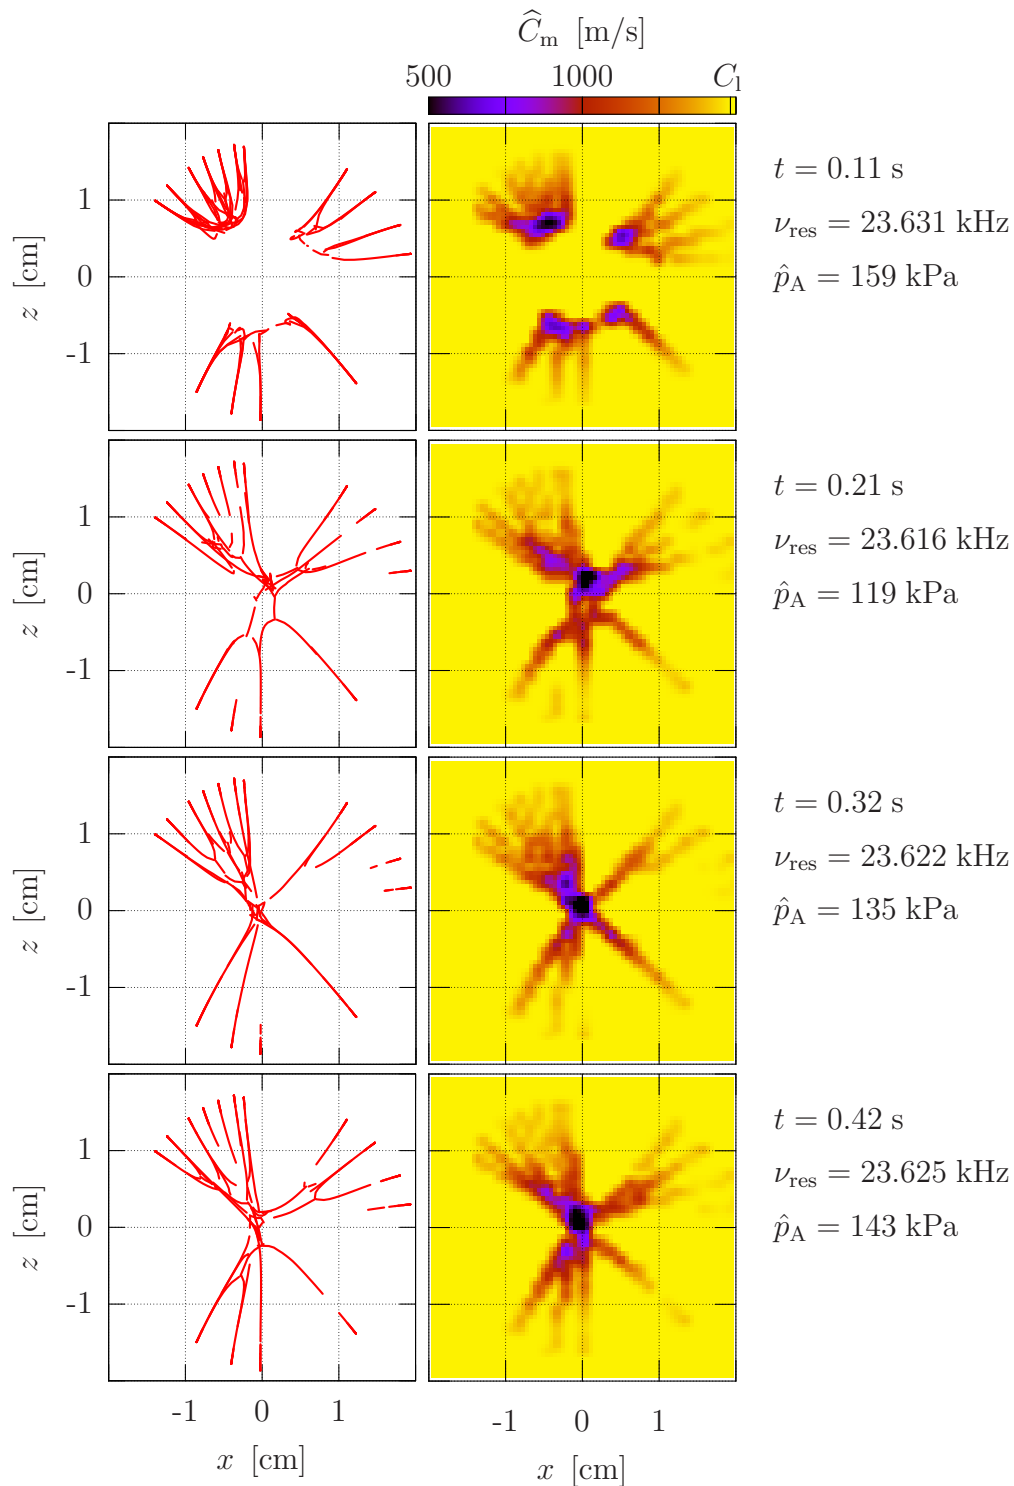 Ĉm [m/s]
500 1000 Cl
1
0
-1
z [cm]
t = 0.11 s
νres = 23.631 kHz
p̂A = 159 kPa
1
0
-1
z [cm]
t = 0.21 s
νres = 23.616 kHz
p̂A = 119 kPa
1
0
-1
z [cm]
t = 0.32 s
νres = 23.622 kHz
p̂A = 135 kPa
1
0
-1
z [cm]
t = 0.42 s
νres = 23.625 kHz
p̂A = 143 kPa
-1 0 1 -1 0 1
x [cm] x [cm]